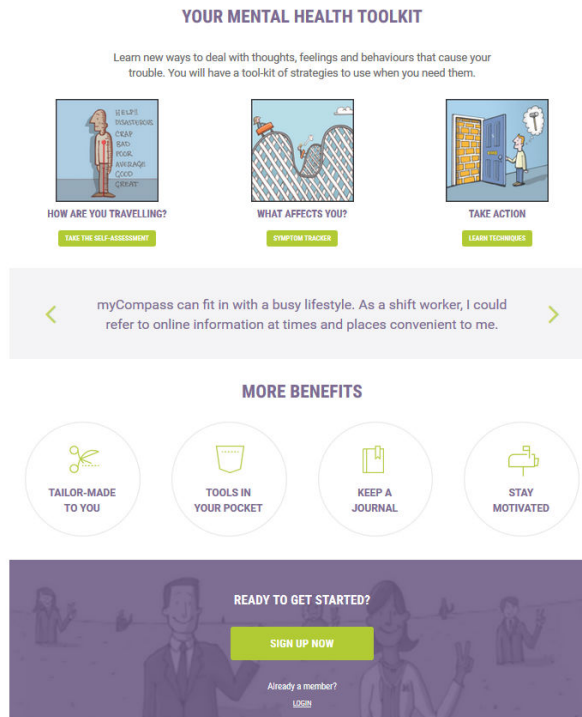 YOUR MENTAL HEALTH TOOLKIT
Learn new ways to deal with thoughts, feelings and behaviours that cause your
trouble. You will have a tool-kit of strategies to use when you need them.
HELPS
DISASTEROUS
CRAP
BAD
POOR
AVERAGE
GOOD
GREAT
HOW ARE YOU TRAVELLING?
WHAT AFFECTS YOU?
TAKE ACTION
TAKE THE SELF-ASSESSMENT
SYMPTOM TRACKER
LEARN TECHNIQUES
myCompass can fit in with a busy lifestyle. As a shift worker, I could
refer to online information at times and places convenient to me.
MORE BENEFITS
TAILOR-MADE
TO YOU
TOOLS IN
YOUR POCKET
KEEP A
JOURNAL
STAY
MOTIVATED
READY TO GET STARTED?
SIGN UP NOW
Already a member?
LOGIN